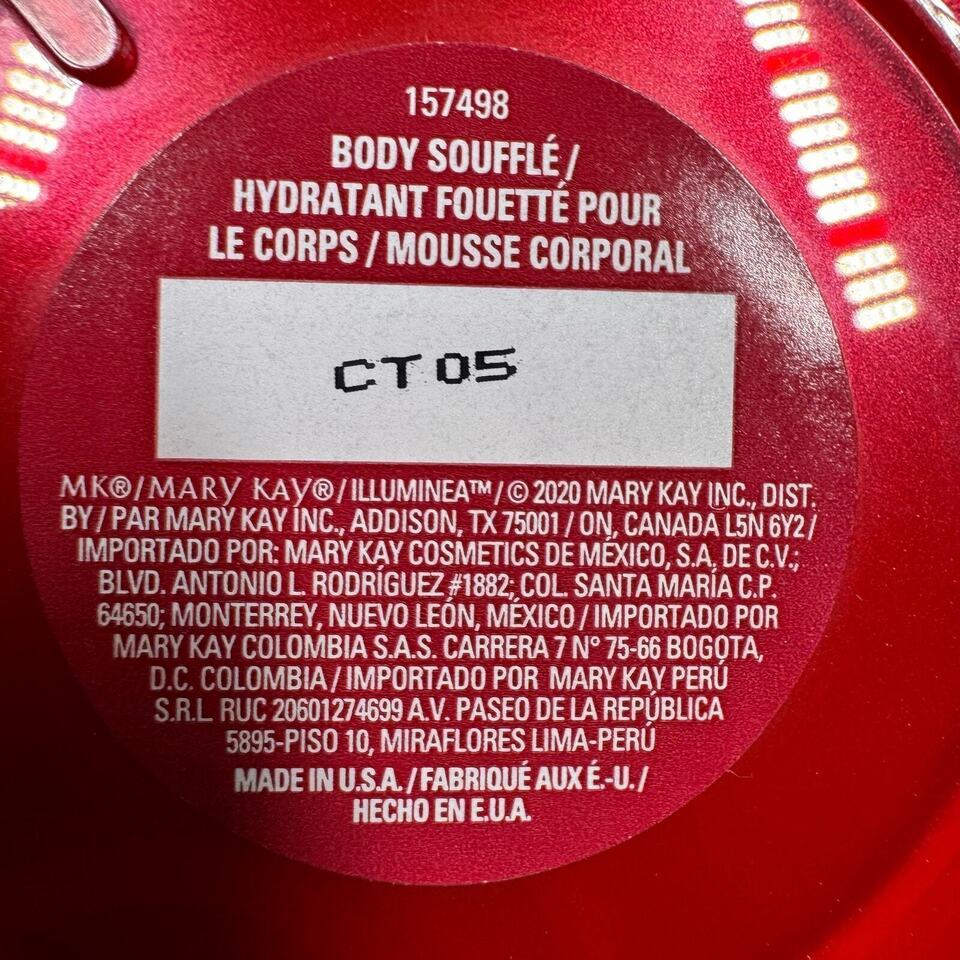 157498
BODY SOUFFLÉ /
HYDRATANT FOUETTÉ POUR
LE CORPS / MOUSSE CORPORAL
CT05
MK®/MARY KAY® / ILLUMINEA™ / © 2020 MARY KAY INC., DIST.
BY / PAR MARY KAY INC., ADDISON, TX 75001 / ON, CANADA L5N 6Y2 /
IMPORTADO POR: MARY KAY COSMETICS DE MÉXICO, S.A. DE C.V.;
BLVD. ANTONIO L. RODRÍGUEZ #1882; COL. SANTA MARÍA C.P.
64650; MONTERREY, NUEVO LEÓN, MÉXICO / IMPORTADO POR
MARY KAY COLOMBIA S.A.S. CARRERA 7 N° 75-66 BOGOTA,
D.C. COLOMBIA / IMPORTADO POR MARY KAY PERÚ
S.R.L. RUC 20601274699 A.V. PASEO DE LA REPÚBLICA
5895-PISO 10, MIRAFLORES LIMA-PERÚ
MADE IN U.S.A. / FABRIQUÉ AUX É.-U. /
HECHO EN E.U.A.